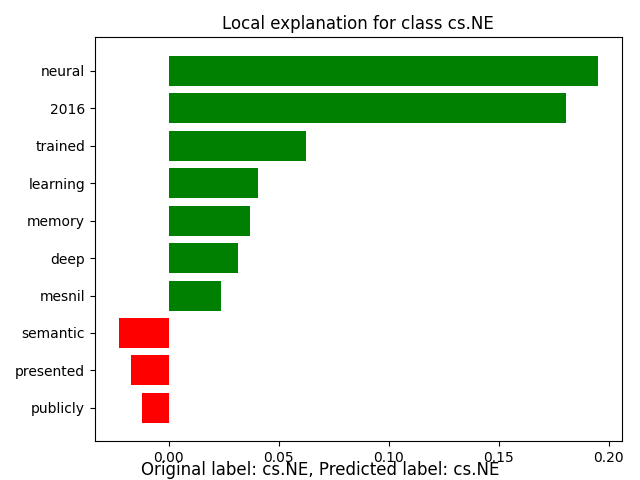 Local explanation for class cs.NE
neural
2016
trained
learning
memory
deep
mesnil
semantic
presented
publicly
0.00 0.05 0.10 0.15 0.20
Original label: cs.NE, Predicted label: cs.NE